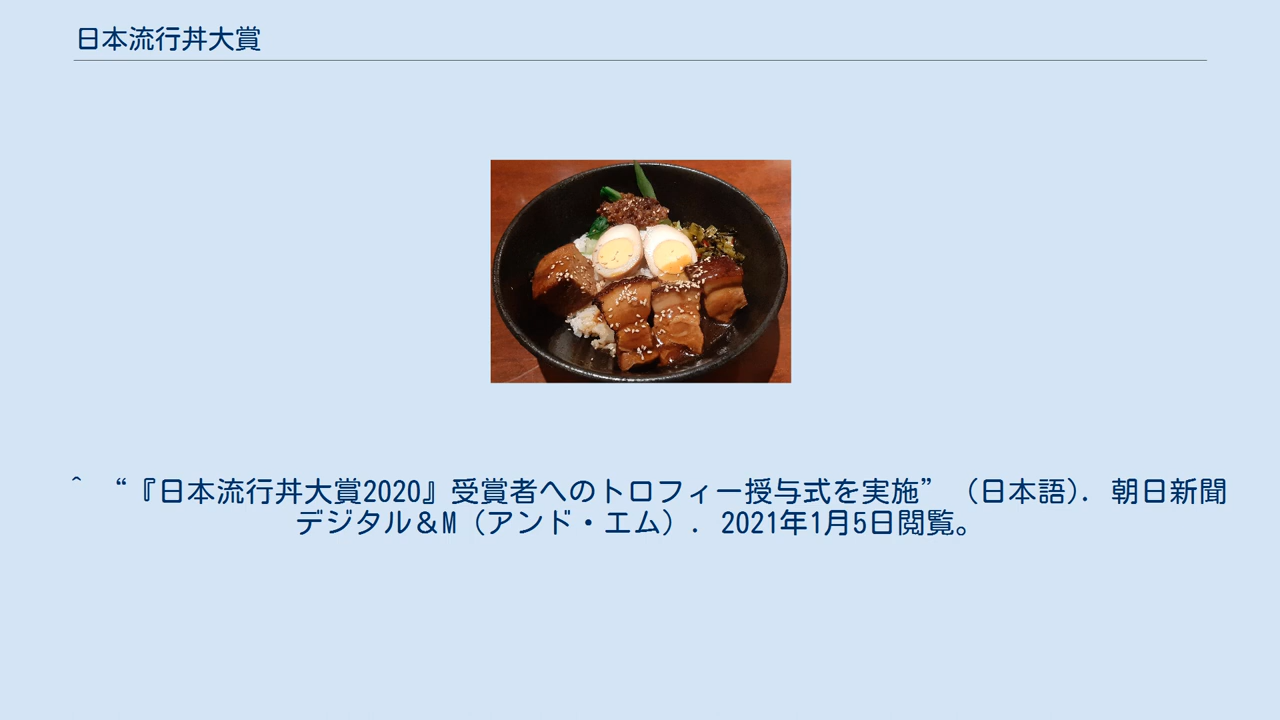 日本流行丼大賞
^ “『日本流行丼大賞2020』受賞者へのトロフィー授与式を実施” (日本語). 朝日新聞
デジタル＆M（アンド・エム）. 2021年1月5日閲覧。